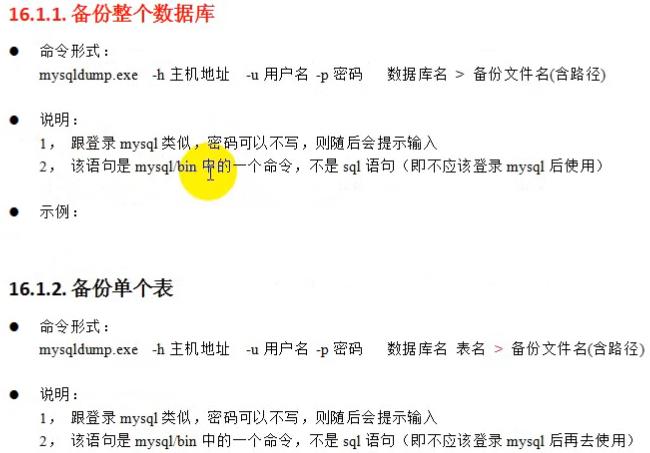 16.1.1. 备份整个数据库
● 命令形式：
mysqldump.exe -h 主机地址 -u 用户名 -p 密码 数据库名 > 备份文件名(含路径)
● 说明：
1， 跟登录 mysql 类似，密码可以不写，则随后会提示输入
2， 该语句是 mysql/bin 中的一个命令，不是 sql 语句（即不应该登录 mysql 后使用）
● 示例：
16.1.2. 备份单个表
● 命令形式：
mysqldump.exe -h 主机地址 -u 用户名 -p 密码 数据库名 表名 > 备份文件名(含路径)
● 说明：
1， 跟登录 mysql 类似，密码可以不写，则随后会提示输入
2， 该语句是 mysql/bin 中的一个命令，不是 sql 语句（即不应该登录 mysql 后再去使用）